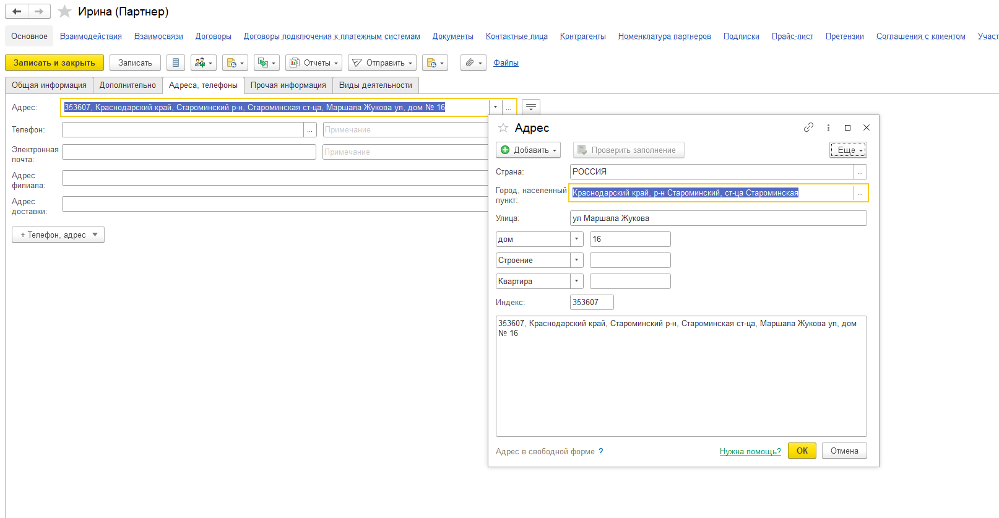 Ирина (Партнер)
Основное Взаимодействия Взаимосвязи Договоры Договоры подключения к платежным системам Документы Контактные лица Контрагенты Номенклатура партнеров Подписки Прайс-лист Претензии Соглашения с клиентом Участ
Записать и закрыть Записать Отчеты Отправить Файлы
Общая информация Дополнительно Адреса, телефоны Прочая информация Виды деятельности
Адрес: 353607, Краснодарский край, Староминский р-н, Староминская ст-ца, Маршала Жукова ул, дом № 16 ...
Телефон: ... Примечание
Электронная
почта: Примечание
Адрес
филиала:
Адрес
доставки:
+ Телефон, адрес
Адрес
Добавить Проверить заполнение Еще
Страна: РОССИЯ ...
Город, населенный
пункт: Краснодарский край, р-н Староминский, ст-ца Староминская ...
Улица: ул Маршала Жукова
дом 16
Строение
Квартира
Индекс: 353607
353607, Краснодарский край, Староминский р-н, Староминская ст-ца, Маршала Жукова ул, дом
№ 16
Адрес в свободной форме ? Нужна помощь? ОК Отмена